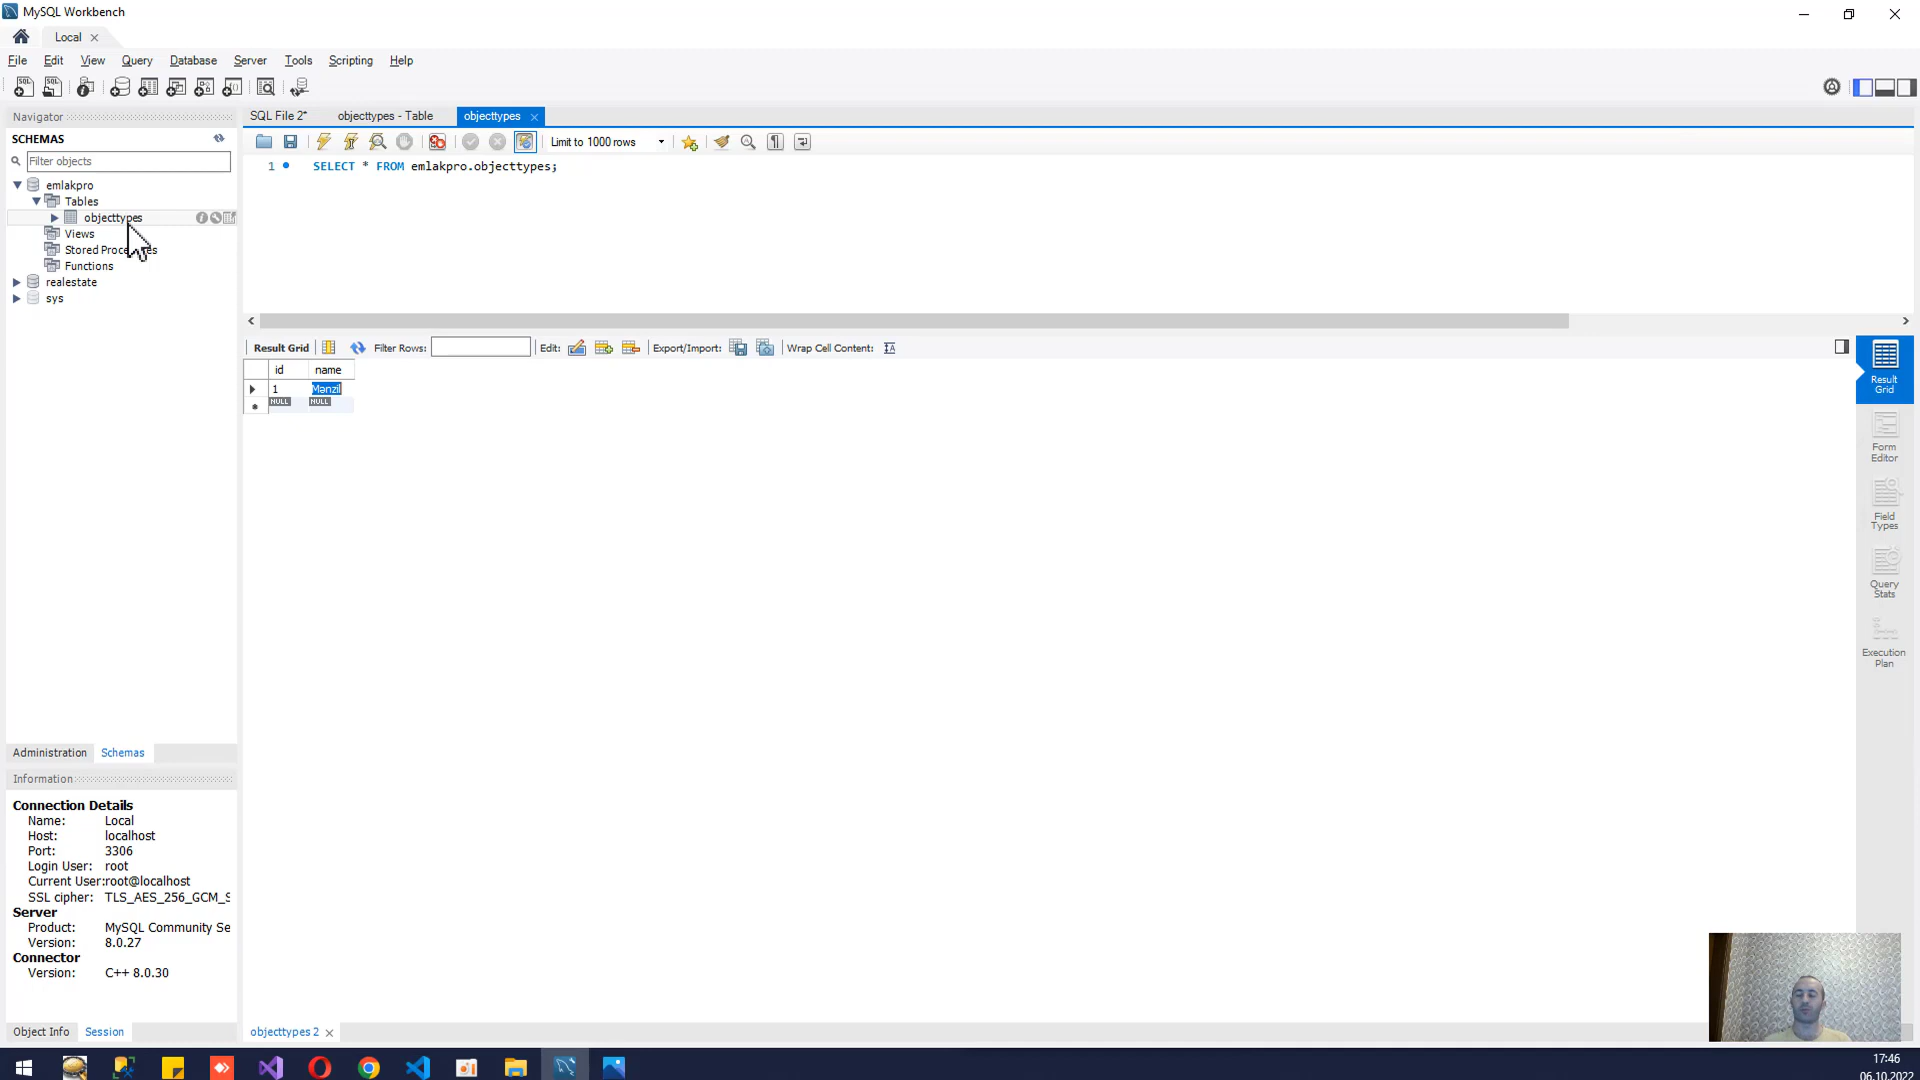 MySQL Workbench
Local
File Edit View Query Database Server Tools Scripting Help
Navigator
SCHEMAS
Filter objects
emlakpro
Tables
objecttypes
Views
Functions
realestate
sys
Administration Schemas
Information
Connection Details
Name: Local
Host: localhost
Port: 3306
Login User: root
Current User:root@localhost
SSL cipher: TLS_AES_256_GCM_S
Server
Product: MySQL Community Se
Version: 8.0.27
Connector
Version: C++ 8.0.30
Object Info Session
SQL File 2* objecttypes - Table objecttypes
Limit to 1000 rows
1 SELECT * FROM emlakpro.objecttypes;
Result Grid Filter Rows: Edit: Export/Import: Wrap Cell Content:
id name
1 Mənzil
NULL NULL
Result
Grid
Form
Editor
Field
Types
Query
Stats
Execution
Plan
objecttypes 2
17:46
06.10.2022